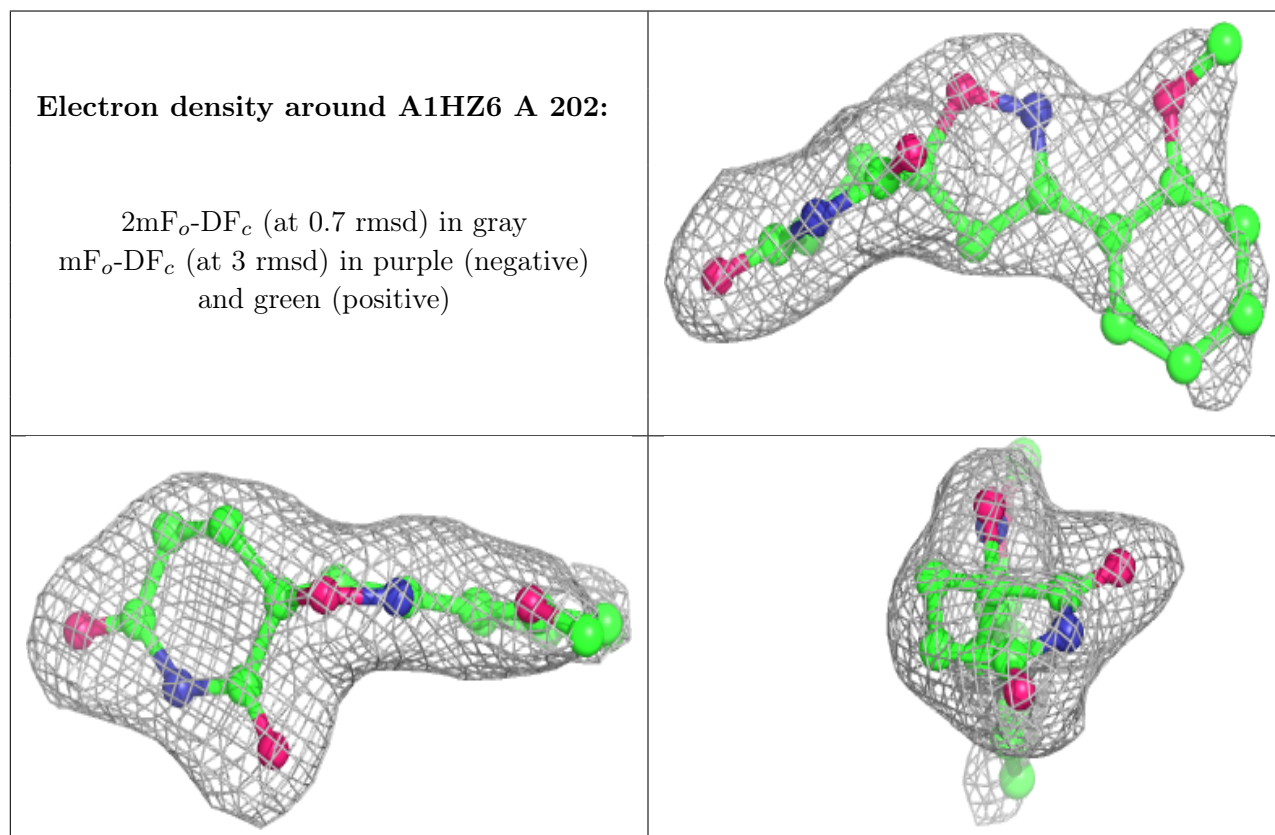 Electron density around A1HZ6 A 202:
2mFo-DFc (at 0.7 rmsd) in gray
mFo-DFc (at 3 rmsd) in purple (negative)
and green (positive)